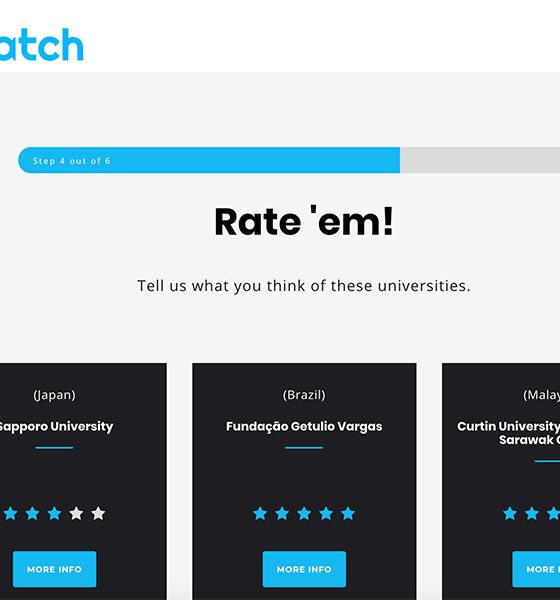 atch
Step 4 out of 6
Rate 'em!
Tell us what you think of these universities.
(Japan)
Sapporo University
MORE INFO
(Brazil)
Fundação Getulio Vargas
MORE INFO
(Malay
Curtin University
Sarawak C
MORE I